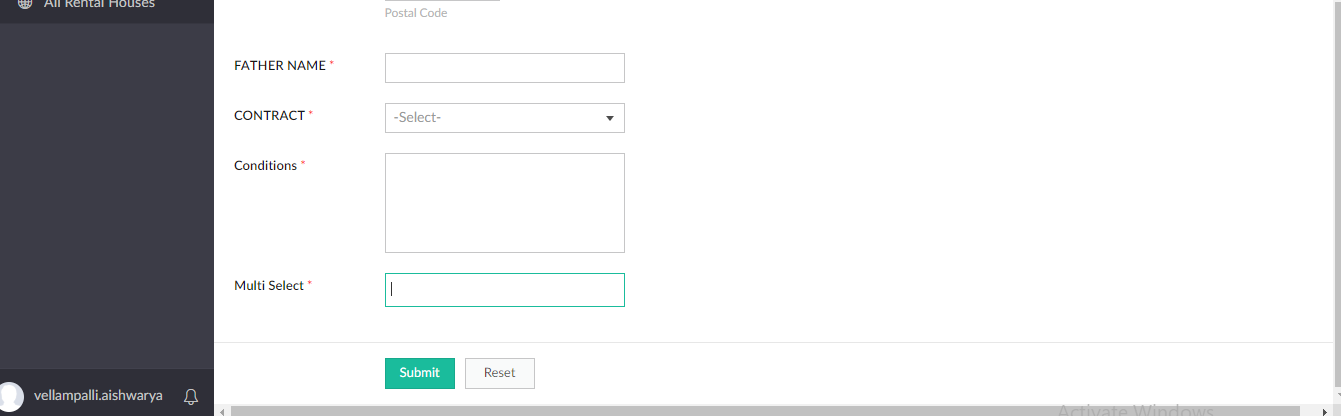 All Rental Houses
Postal Code
FATHER NAME *
CONTRACT *
-Select-
Conditions *
Multi Select *
Submit
Reset
vellampalli.aishwarya
Activate Windows